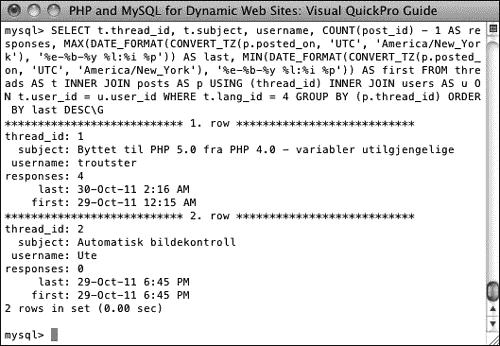 PHP and MySQL for Dynamic Web Sites: Visual QuickPro Guide
mysql> SELECT t.thread_id, t.subject, username, COUNT(post_id) - 1 AS re
sponses, MAX(DATE_FORMAT(CONVERT_TZ(p.posted_on, 'UTC', 'America/New_Yor
k'), '%e-%b-%y %l:%i %p')) AS last, MIN(DATE_FORMAT(CONVERT_TZ(p.posted_
on, 'UTC', 'America/New_York'), '%e-%b-%y %l:%i %p')) AS first FROM thre
ads AS t INNER JOIN posts AS p USING (thread_id) INNER JOIN users AS u O
N t.user_id = u.user_id WHERE t.lang_id = 4 GROUP BY (p.thread_id) ORDER
 BY last DESC\G
*************************** 1. row ***************************
thread_id: 1
subject: Byttet til PHP 5.0 fra PHP 4.0 - variabler utilgjengelige
username: troutster
responses: 4
last: 30-Oct-11 2:16 AM
first: 29-Oct-11 12:15 AM
*************************** 2. row ***************************
thread_id: 2
subject: Automatisk bildekontroll
username: Ute
responses: 0
last: 29-Oct-11 6:45 PM
first: 29-Oct-11 6:45 PM
2 rows in set (0.00 sec)
mysql>